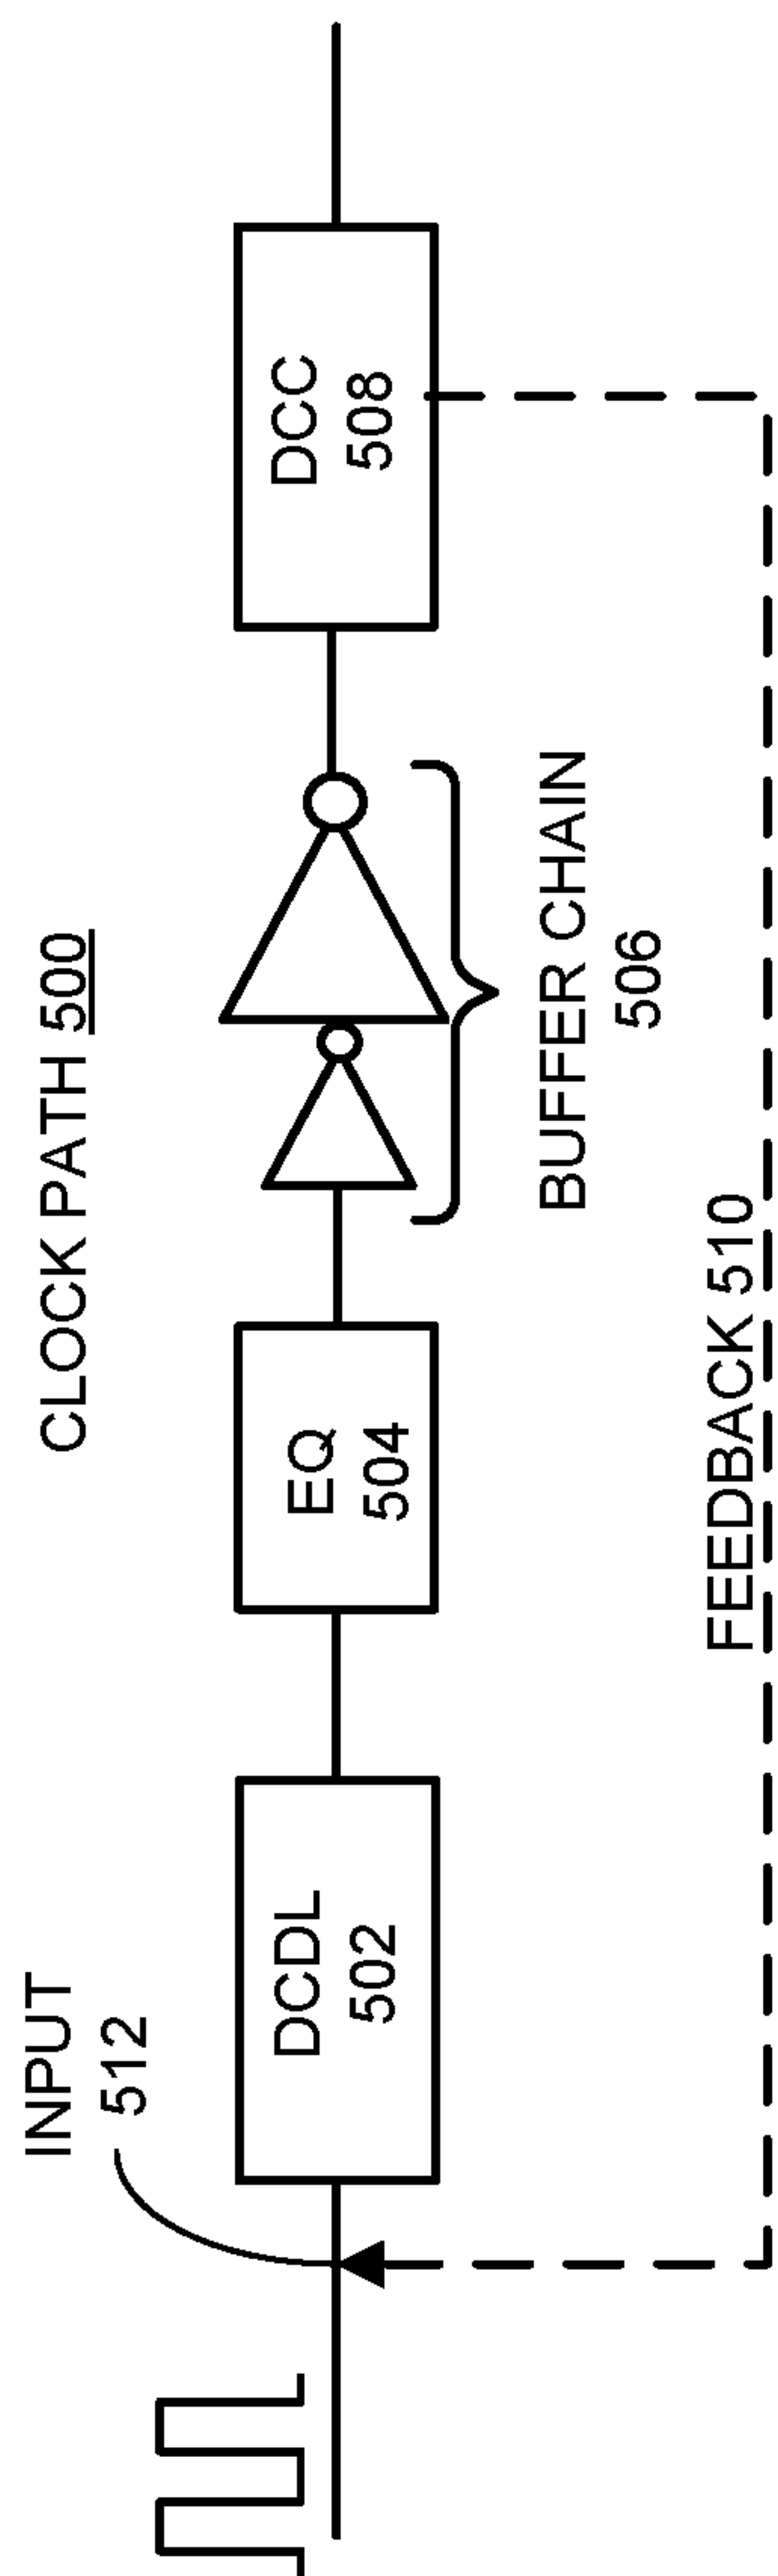 CLOCK PATH 500
INPUT
512
DCDL
502
EQ
504
BUFFER CHAIN
506
DCC
508
FEEDBACK 510